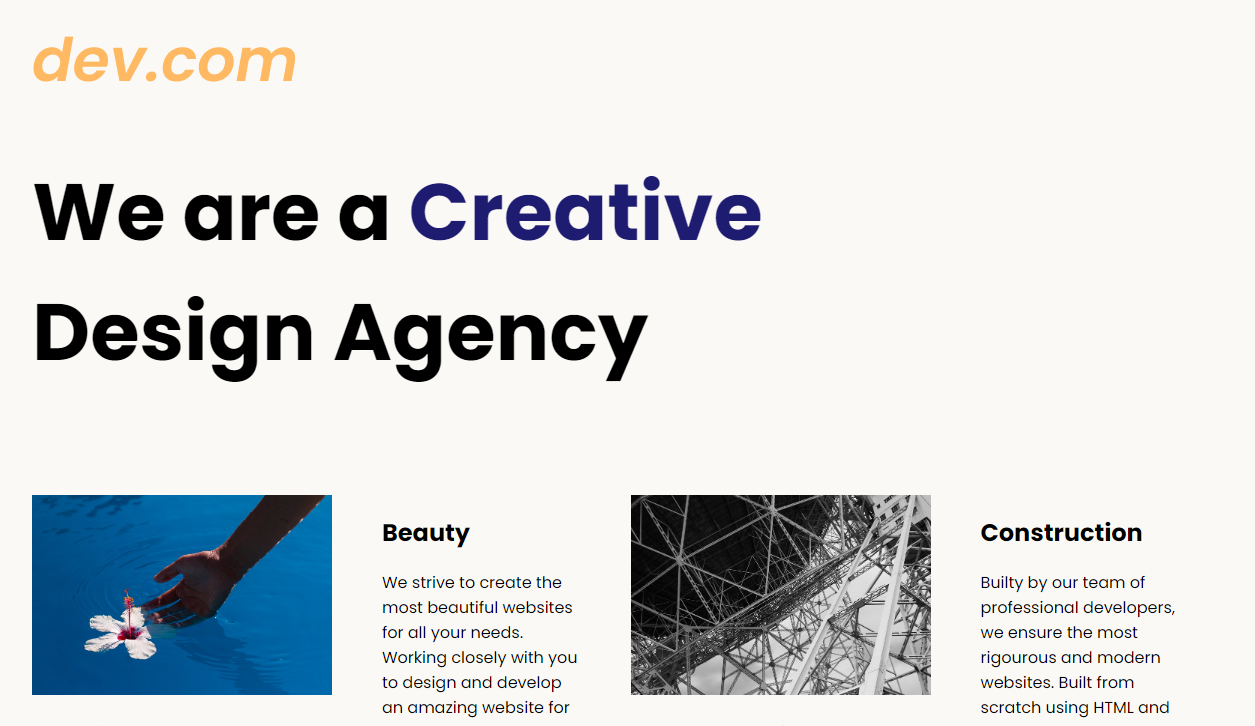 dev.com
We are a Creative
Design Agency
Beauty
We strive to create the
most beautiful websites
for all your needs.
Working closely with you
to design and develop
an amazing website for
Construction
Builty by our team of
professional developers,
we ensure the most
rigourous and modern
websites. Built from
scratch using HTML and